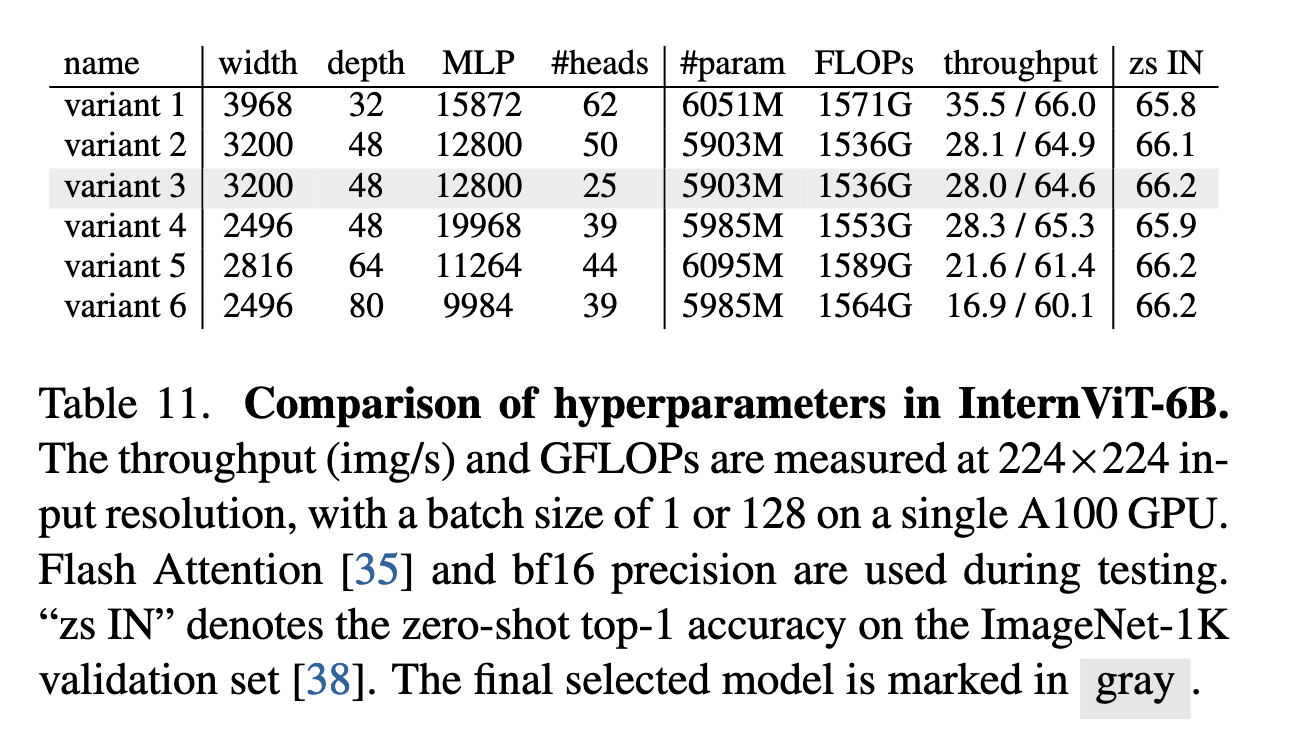 name width depth MLP #heads #param FLOPs throughput zs IN
variant 1 3968 32 15872 62 6051M 1571G 35.5 / 66.0 65.8
variant 2 3200 48 12800 50 5903M 1536G 28.1 / 64.9 66.1
variant 3 3200 48 12800 25 5903M 1536G 28.0 / 64.6 66.2
variant 4 2496 48 19968 39 5985M 1553G 28.3 / 65.3 65.9
variant 5 2816 64 11264 44 6095M 1589G 21.6 / 61.4 66.2
variant 6 2496 80 9984 39 5985M 1564G 16.9 / 60.1 66.2
Table 11. Comparison of hyperparameters in InternViT-6B.
The throughput (img/s) and GFLOPs are measured at 224×224 in-
put resolution, with a batch size of 1 or 128 on a single A100 GPU.
Flash Attention [35] and bf16 precision are used during testing.
“zs IN” denotes the zero-shot top-1 accuracy on the ImageNet-1K
validation set [38]. The final selected model is marked in gray .